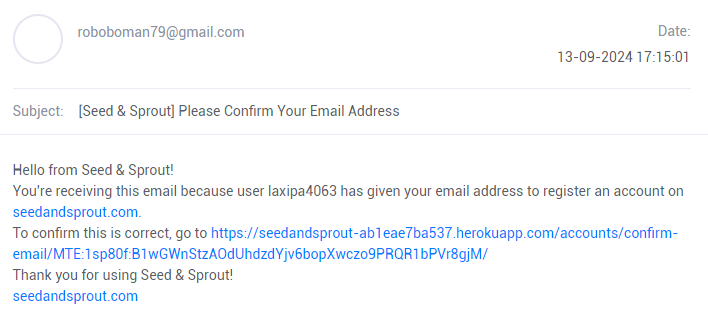 roboboman79@gmail.com
Date:
13-09-2024 17:15:01
Subject: [Seed & Sprout] Please Confirm Your Email Address
Hello from Seed & Sprout!
You're receiving this email because user laxipa4063 has given your email address to register an account on
seedandsprout.com.
To confirm this is correct, go to https://seedandsprout-ab1eae7ba537.herokuapp.com/accounts/confirm-
email/MTE:1sp80f:B1wGWnStzAOdUhdzdYjv6bopXwczo9PRQR1bPVr8gjM/
Thank you for using Seed & Sprout!
seedandsprout.com